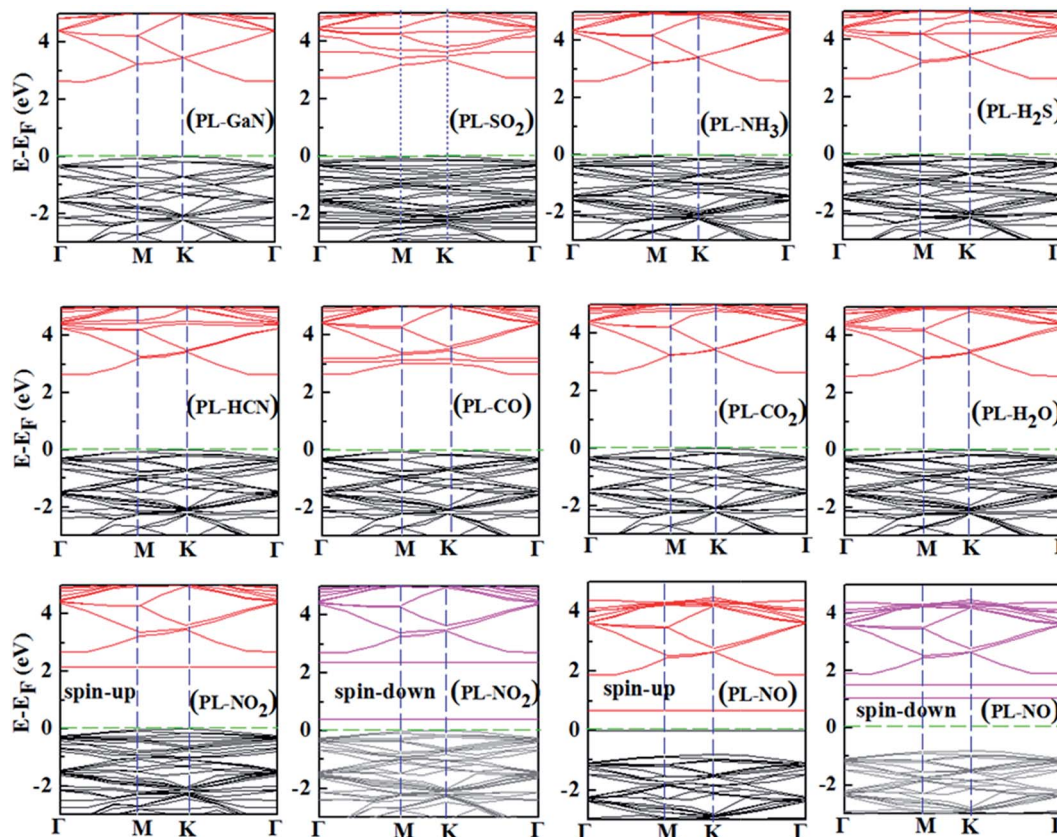 E-E_F (eV)
4
2
0
-2
(PL-GaN)
Γ M K Γ
4
2
0
-2
(PL-SO₂)
Γ M K Γ
4
2
0
-2
(PL-NH₃)
Γ M K Γ
4
2
0
-2
(PL-H₂S)
Γ M K Γ
E-E_F (eV)
4
2
0
-2
(PL-HCN)
Γ M K Γ
4
2
0
-2
(PL-CO)
Γ M K Γ
4
2
0
-2
(PL-CO₂)
Γ M K Γ
4
2
0
-2
(PL-H₂O)
Γ M K Γ
E-E_F (eV)
4
2
0
-2
spin-up (PL-NO₂)
Γ M K Γ
4
2
0
-2
spin-down (PL-NO₂)
Γ M K Γ
4
2
0
-2
spin-up (PL-NO)
Γ M K Γ
4
2
0
-2
spin-down (PL-NO)
Γ M K Γ